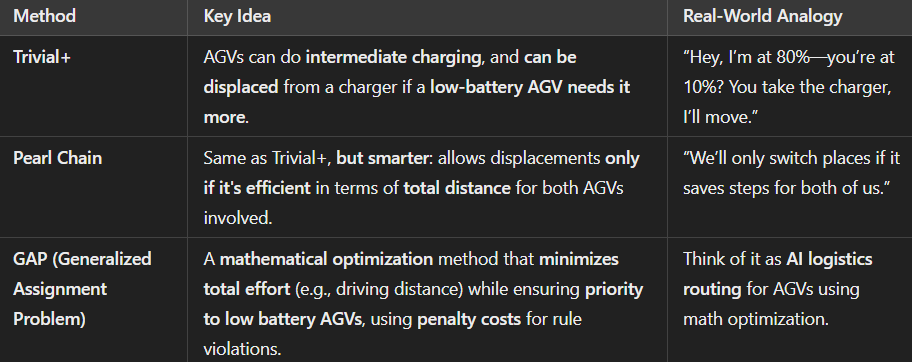 Method Key Idea Real-World Analogy
Trivial+ AGVs can do intermediate charging, and can be “Hey, I’m at 80%—you’re at
displaced from a charger if a low-battery AGV needs it 10%? You take the charger,
more. I’ll move.”
Pearl Chain Same as Trivial+, but smarter: allows displacements only “We’ll only switch places if it
if it's efficient in terms of total distance for both AGVs saves steps for both of us.”
involved.
GAP (Generalized A mathematical optimization method that minimizes Think of it as AI logistics
Assignment total effort (e.g., driving distance) while ensuring priority routing for AGVs using
Problem) to low battery AGVs, using penalty costs for rule math optimization.
violations.